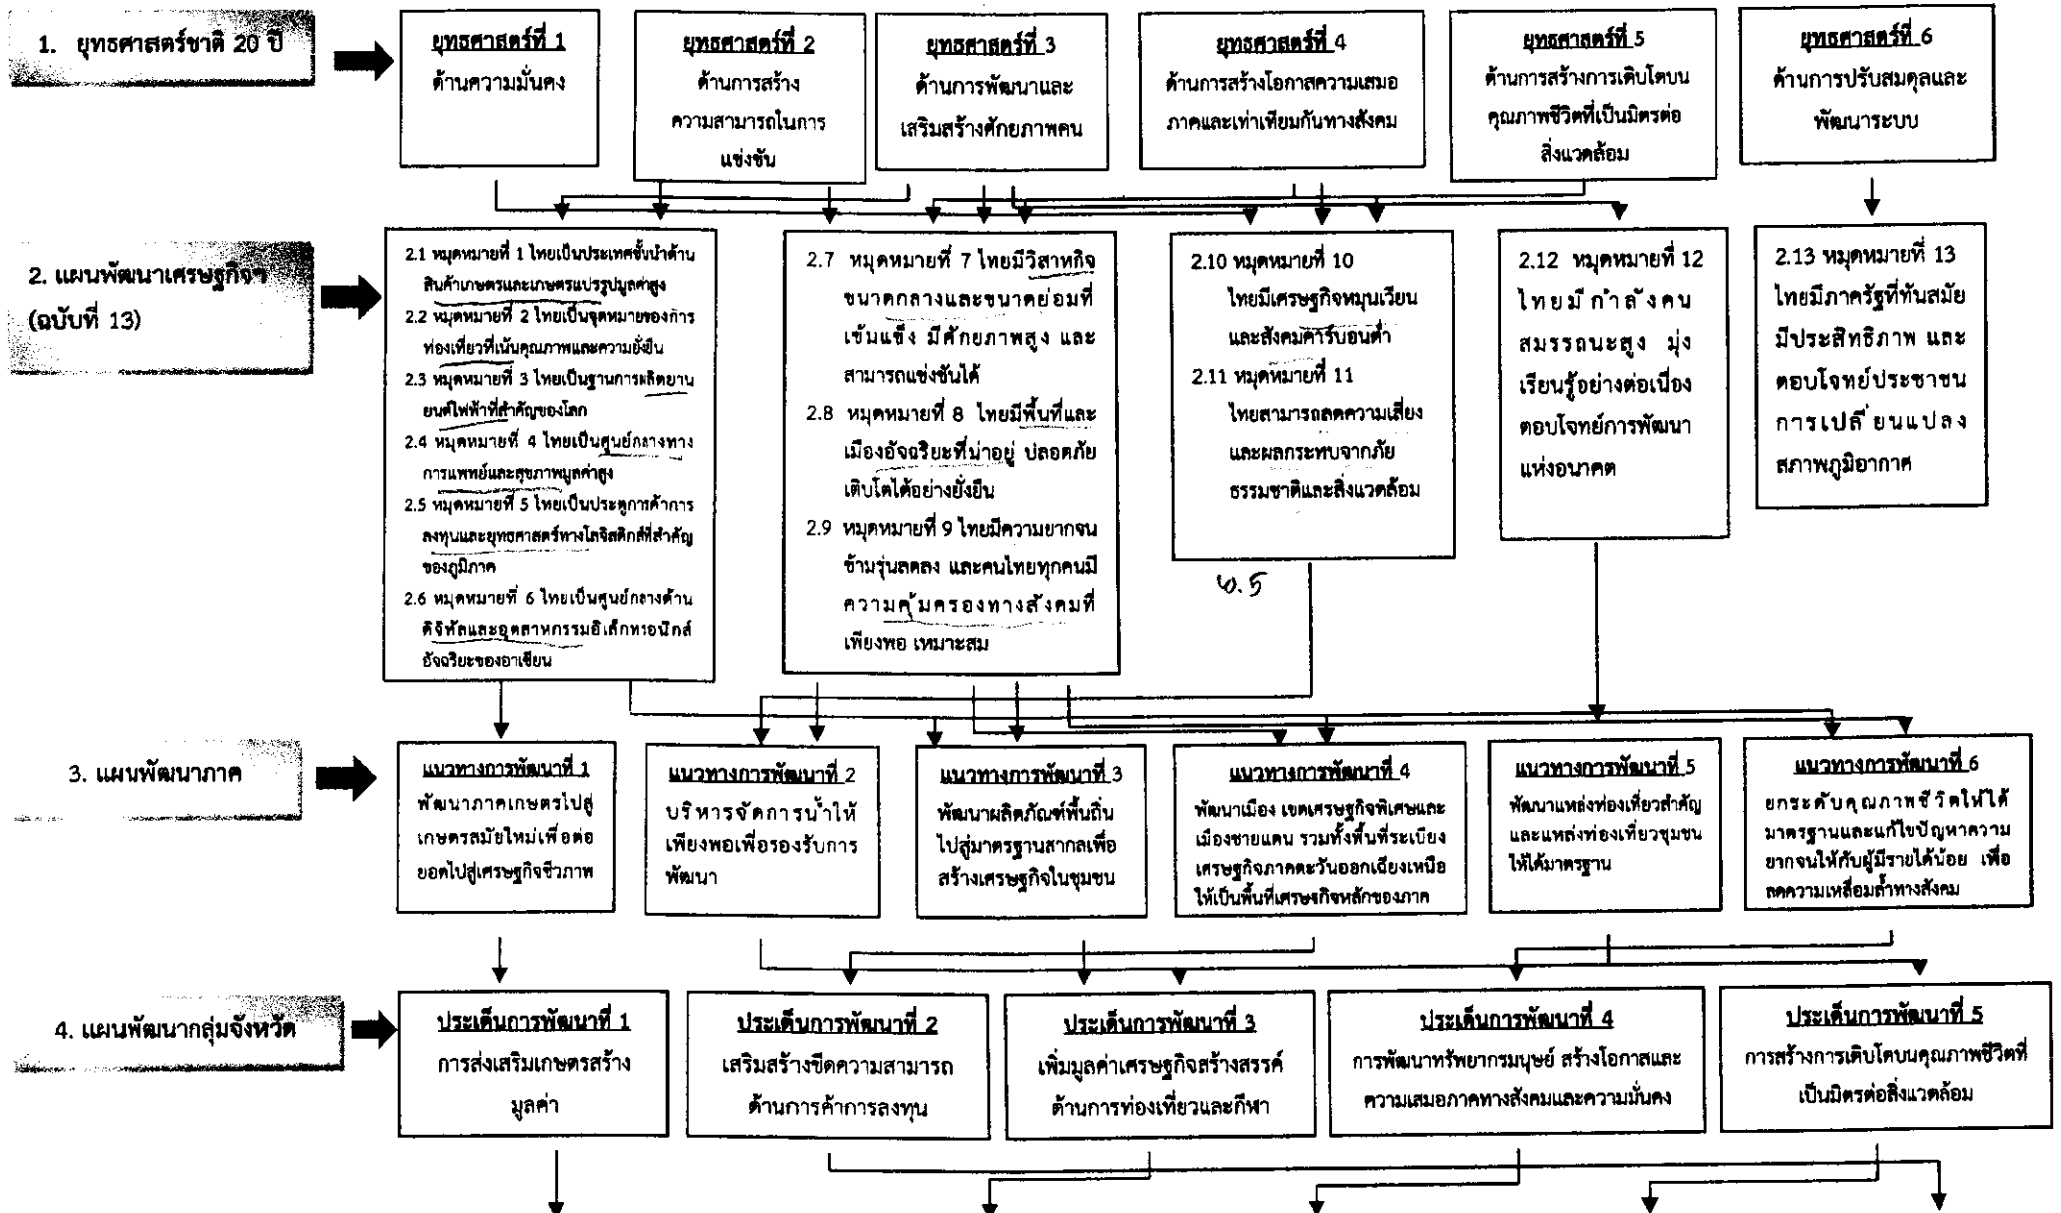 1. ยุทธศาสตร์ชาติ 20 ปี
ยุทธศาสตร์ที่ 1
ด้านความมั่นคง
ยุทธศาสตร์ที่ 2
ด้านการสร้าง
ความสามารถในการ
แข่งขัน
ยุทธศาสตร์ที่ 3
ด้านการพัฒนาและ
เสริมสร้างศักยภาพคน
ยุทธศาสตร์ที่ 4
ด้านการสร้างโอกาสความเสมอ
ภาคและเท่าเทียมกันทางสังคม
ยุทธศาสตร์ที่ 5
ด้านการสร้างการเติบโตบน
คุณภาพชีวิตที่เป็นมิตรต่อ
สิ่งแวดล้อม
ยุทธศาสตร์ที่ 6
ด้านการปรับสมดุลและ
พัฒนาระบบ
2. แผนพัฒนาเศรษฐกิจฯ
(ฉบับที่ 13)
2.1 หมุดหมายที่ 1 ไทยเป็นประเทศชั้นนำด้าน
สินค้าเกษตรและเกษตรแปรรูปมูลค่าสูง
2.2 หมุดหมายที่ 2 ไทยเป็นจุดหมายของการ
ท่องเที่ยวที่เน้นคุณภาพและความยั่งยืน
2.3 หมุดหมายที่ 3 ไทยเป็นฐานการผลิตยาน
ยนต์ไฟฟ้าที่สำคัญของโลก
2.4 หมุดหมายที่ 4 ไทยเป็นศูนย์กลางทาง
การแพทย์และสุขภาพมูลค่าสูง
2.5 หมุดหมายที่ 5 ไทยเป็นประตูการค้าการ
ลงทุนและยุทธศาสตร์ทางโลจิสติกส์ที่สำคัญ
ของภูมิภาค
2.6 หมุดหมายที่ 6 ไทยเป็นศูนย์กลางด้าน
ดิจิทัลและอุตสาหกรรมอิเล็กทรอนิกส์
อัจฉริยะของอาเซียน
2.7 หมุดหมายที่ 7 ไทยมีวิสาหกิจ
ขนาดกลางและขนาดย่อมที่
เข้มแข็ง มีศักยภาพสูง และ
สามารถแข่งขันได้
2.8 หมุดหมายที่ 8 ไทยมีพื้นที่และ
เมืองอัจฉริยะที่น่าอยู่ ปลอดภัย
เติบโตได้อย่างยั่งยืน
2.9 หมุดหมายที่ 9 ไทยมีความยากจน
ข้ามรุ่นลดลง และคนไทยทุกคนมี
ความคุ้มครองทางสังคมที่
เพียงพอ เหมาะสม
2.10 หมุดหมายที่ 10
ไทยมีเศรษฐกิจหมุนเวียน
และสังคมคาร์บอนต่ำ
2.11 หมุดหมายที่ 11
ไทยสามารถลดความเสี่ยง
และผลกระทบจากภัย
ธรรมชาติและสิ่งแวดล้อม
2.12 หมุดหมายที่ 12
ไทยมีกำลังคน
สมรรถนะสูง มุ่ง
เรียนรู้อย่างต่อเนื่อง
ตอบโจทย์การพัฒนา
แห่งอนาคต
2.13 หมุดหมายที่ 13
ไทยมีภาครัฐที่ทันสมัย
มีประสิทธิภาพ และ
ตอบโจทย์ประชาชน
การเปลี่ยนแปลง
สภาพภูมิอากาศ
3. แผนพัฒนาภาค
แนวทางการพัฒนาที่ 1
พัฒนาภาคเกษตรไปสู่
เกษตรสมัยใหม่เพื่อต่อ
ยอดไปสู่เศรษฐกิจชีวภาพ
แนวทางการพัฒนาที่ 2
บริหารจัดการน้ำให้
เพียงพอเพื่อรองรับการ
พัฒนา
แนวทางการพัฒนาที่ 3
พัฒนาผลิตภัณฑ์พื้นถิ่น
ไปสู่มาตรฐานสากลเพื่อ
สร้างเศรษฐกิจในชุมชน
แนวทางการพัฒนาที่ 4
พัฒนาเมือง เขตเศรษฐกิจพิเศษและ
เมืองชายแดน รวมทั้งพื้นที่ระเบียง
เศรษฐกิจภาคตะวันออกเฉียงเหนือ
ให้เป็นพื้นที่เศรษฐกิจหลักของภาค
แนวทางการพัฒนาที่ 5
พัฒนาแหล่งท่องเที่ยวสำคัญ
และแหล่งท่องเที่ยวชุมชน
ให้ได้มาตรฐาน
แนวทางการพัฒนาที่ 6
ยกระดับคุณภาพชีวิตให้ได้
มาตรฐานและแก้ไขปัญหาความ
ยากจนให้กับผู้มีรายได้น้อย เพื่อ
ลดความเหลื่อมล้ำทางสังคม
4. แผนพัฒนากลุ่มจังหวัด
ประเด็นการพัฒนาที่ 1
การส่งเสริมเกษตรสร้าง
มูลค่า
ประเด็นการพัฒนาที่ 2
เสริมสร้างขีดความสามารถ
ด้านการค้าการลงทุน
ประเด็นการพัฒนาที่ 3
เพิ่มมูลค่าเศรษฐกิจสร้างสรรค์
ด้านการท่องเที่ยวและกีฬา
ประเด็นการพัฒนาที่ 4
การพัฒนาทรัพยากรมนุษย์ สร้างโอกาสและ
ความเสมอภาคทางสังคมและความมั่นคง
ประเด็นการพัฒนาที่ 5
การสร้างการเติบโตบนคุณภาพชีวิตที่
เป็นมิตรต่อสิ่งแวดล้อม